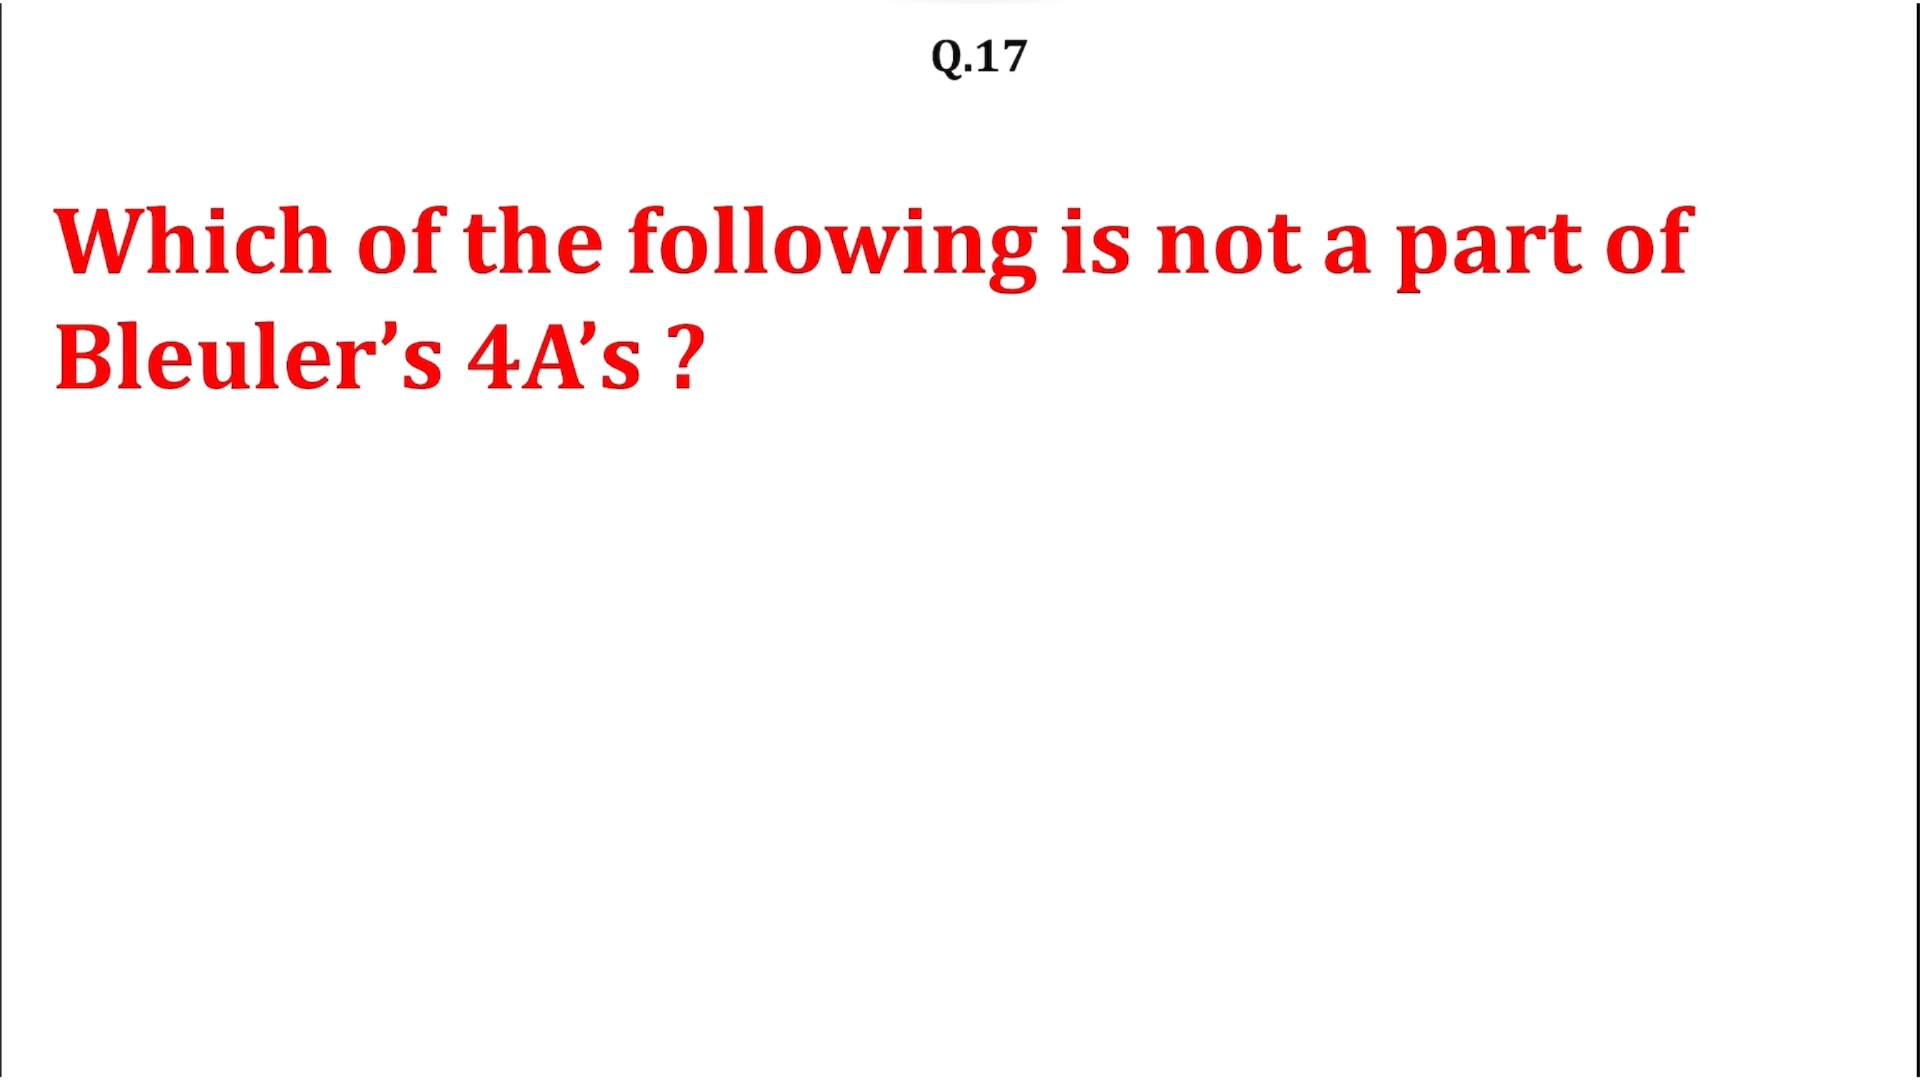 Q.17
Which of the following is not a part of
Bleuler’s 4A’s ?